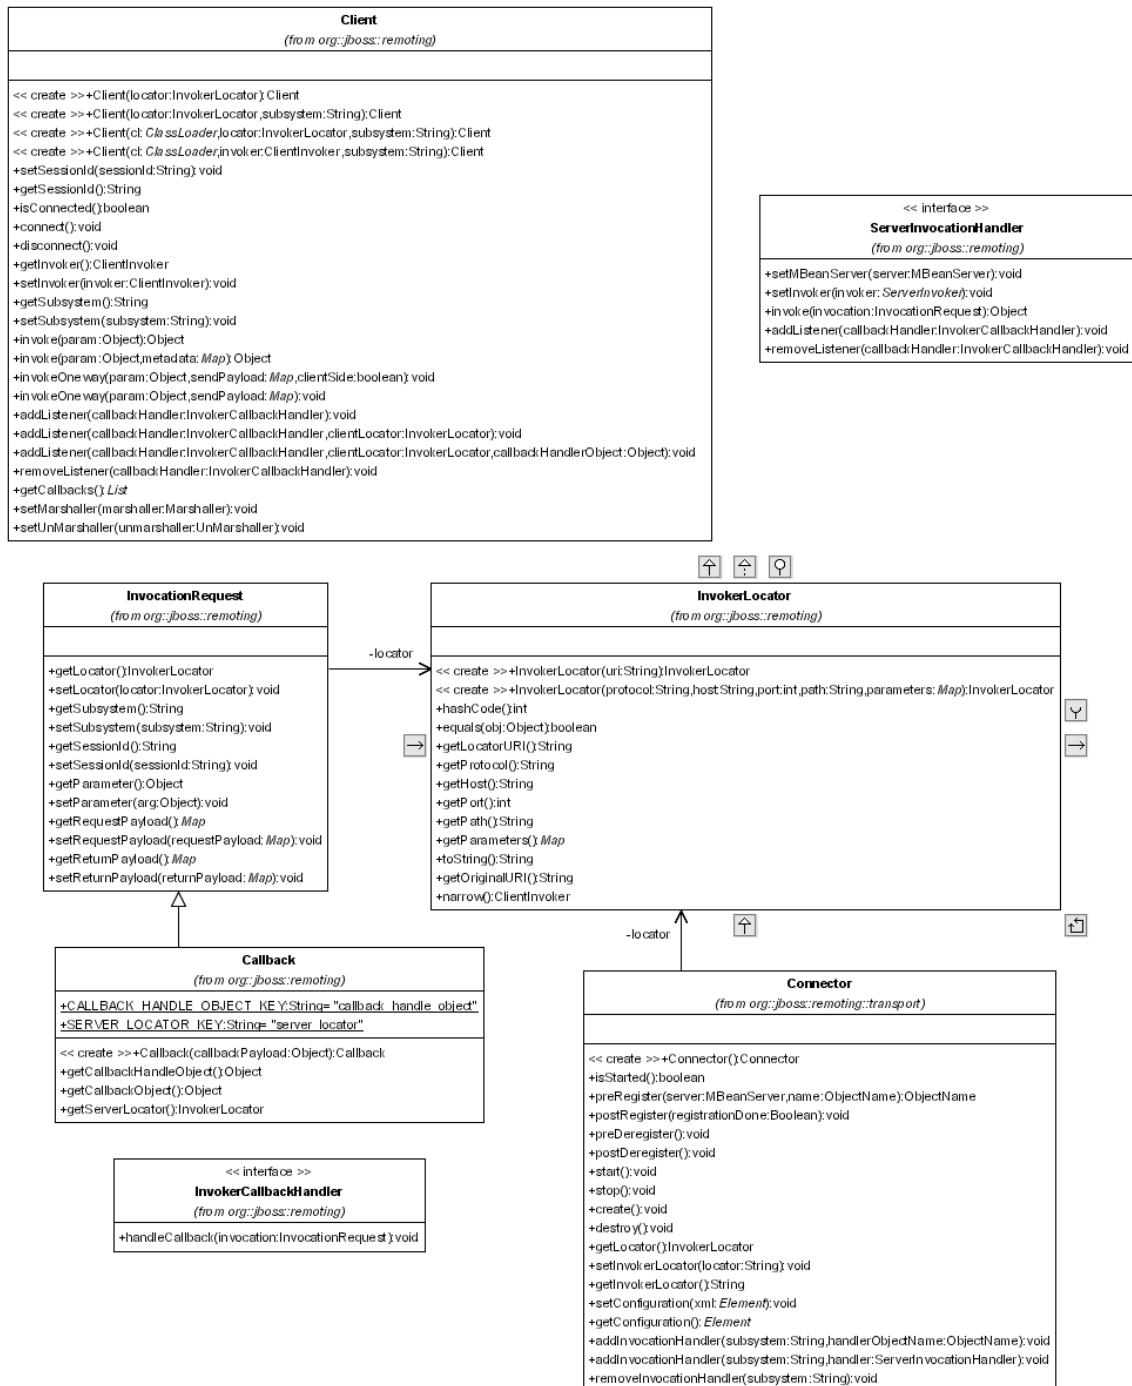 Client
(from org::jboss::remoting)
<< create >>+Client(locator:InvokerLocator):Client
<< create >>+Client(locator:InvokerLocator,subsystem:String):Client
<< create >>+Client(cl:ClassLoader,locator:InvokerLocator,subsystem:String):Client
<< create >>+Client(cl:ClassLoader,invoker:ClientInvoker,subsystem:String):Client
+setSessionId(sessionId:String):void
+getSessionId():String
+isConnected():boolean
+connect():void
+disconnect():void
+getInvoker():ClientInvoker
+setInvoker(invoker:ClientInvoker):void
+getSubsystem():String
+setSubsystem(subsystem:String):void
+invoke(param:Object):Object
+invoke(param:Object,metadata:Map):Object
+invokeOneway(param:Object,sendPayload:Map,clientSide:boolean):void
+invokeOneway(param:Object,sendPayload:Map):void
+addListener(callbackHandler:InvokerCallbackHandler):void
+addListener(callbackHandler:InvokerCallbackHandler,clientLocator:InvokerLocator):void
+addListener(callbackHandler:InvokerCallbackHandler,clientLocator:InvokerLocator,callbackHandlerObject:Object):void
+removeListener(callbackHandler:InvokerCallbackHandler):void
+getCallbacks():List
+setMarshaller(marshaller:Marshaller):void
+setUnMarshaller(unmarshaller:UnMarshaller):void
<< interface >>
ServerInvocationHandler
(from org::jboss::remoting)
+setMBeanServer(server:MBeanServer):void
+setInvoker(invoker:ServerInvoker):void
+invoke(invocation:InvocationRequest):Object
+addListener(callbackHandler:InvokerCallbackHandler):void
+removeListener(callbackHandler:InvokerCallbackHandler):void
InvocationRequest
(from org::jboss::remoting)
+getLocator():InvokerLocator
+setLocator(locator:InvokerLocator):void
+getSubsystem():String
+setSubsystem(subsystem:String):void
+getSessionId():String
+setSessionId(sessionId:String):void
+getParameter():Object
+setParameter(arg:Object):void
+getRequestPayload():Map
+setRequestPayload(requestPayload:Map):void
+getReturnPayload():Map
+setReturnPayload(returnPayload:Map):void
-locator
InvokerLocator
(from org::jboss::remoting)
<< create >>+InvokerLocator(uri:String):InvokerLocator
<< create >>+InvokerLocator(protocol:String,host:String,port:int,path:String,parameters:Map):InvokerLocator
+hashCode():int
+equals(obj:Object):boolean
+getLocatorURI():String
+getProtocol():String
+getHost():String
+getPort():int
+getPath():String
+getParameters():Map
+toString():String
+getOriginalURI():String
+narrow():ClientInvoker
-locator
Callback
(from org::jboss::remoting)
+CALLBACK_HANDLE_OBJECT_KEY:String="callback_handle_object"
+SERVER_LOCATOR_KEY:String="server_locator"
<< create >>+Callback(callbackPayload:Object):Callback
+getCallbackHandleObject():Object
+getCallbackObject():Object
+getServerLocator():InvokerLocator
<< interface >>
InvokerCallbackHandler
(from org::jboss::remoting)
+handleCallback(invocation:InvocationRequest):void
Connector
(from org::jboss::remoting::transport)
<< create >>+Connector():Connector
+isStarted():boolean
+preRegister(server:MBeanServer,name:ObjectName):ObjectName
+postRegister(registrationDone:Boolean):void
+preDeregister():void
+postDeregister():void
+start():void
+stop():void
+create():void
+destroy():void
+getLocator():InvokerLocator
+setInvokerLocator(locator:String):void
+getInvokerLocator():String
+setConfiguration(xml:Element):void
+getConfiguration():Element
+addInvocationHandler(subsystem:String,handlerObjectName:ObjectName):void
+addInvocationHandler(subsystem:String,handler:ServerInvocationHandler):void
+removeInvocationHandler(subsystem:String):void